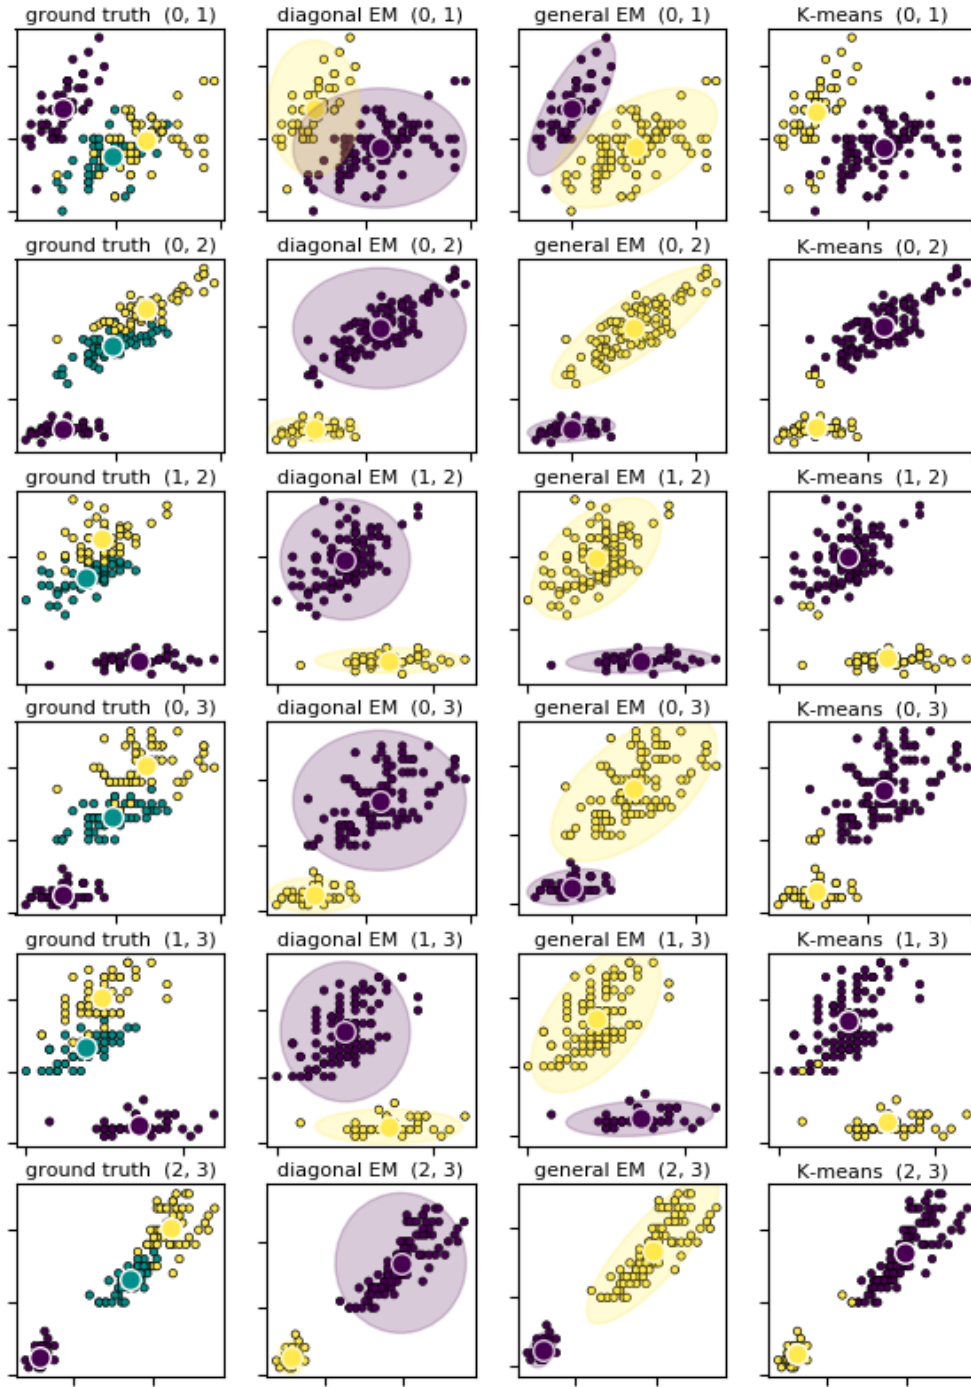 ground truth (0, 1) diagonal EM (0, 1) general EM (0, 1) K-means (0, 1)
ground truth (0, 2) diagonal EM (0, 2) general EM (0, 2) K-means (0, 2)
ground truth (1, 2) diagonal EM (1, 2) general EM (1, 2) K-means (1, 2)
ground truth (0, 3) diagonal EM (0, 3) general EM (0, 3) K-means (0, 3)
ground truth (1, 3) diagonal EM (1, 3) general EM (1, 3) K-means (1, 3)
ground truth (2, 3) diagonal EM (2, 3) general EM (2, 3) K-means (2, 3)